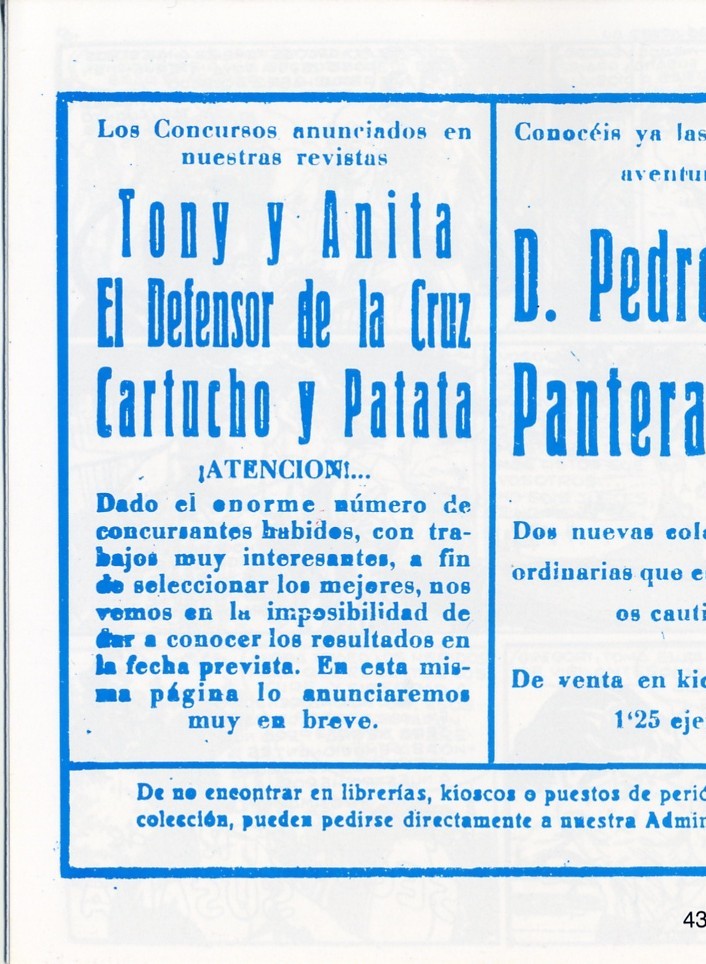 Los Concursos anunciados en
nuestras revistas
Tony y Anita
El Defensor de la Cruz
Cartucho y Patata
¡ATENCION!...
Dado el enorme número de
concursantes habidos, con tra-
bajos muy interesantes, a fin
de seleccionar los mejores, nos
vemos en la imposibilidad de
dar a conocer los resultados en
la fecha prevista. En esta mis-
ma página lo anunciaremos
muy en breve.
Conocéis ya las
aventu
D. Pedro
Pantera
Dos nuevas col
ordinarias que e
os cauti
De venta en ki
1'25 eje
De no encontrar en librerías, kioscos o puestos de perió
colección, pueden pedirse directamente a nuestra Admin
43